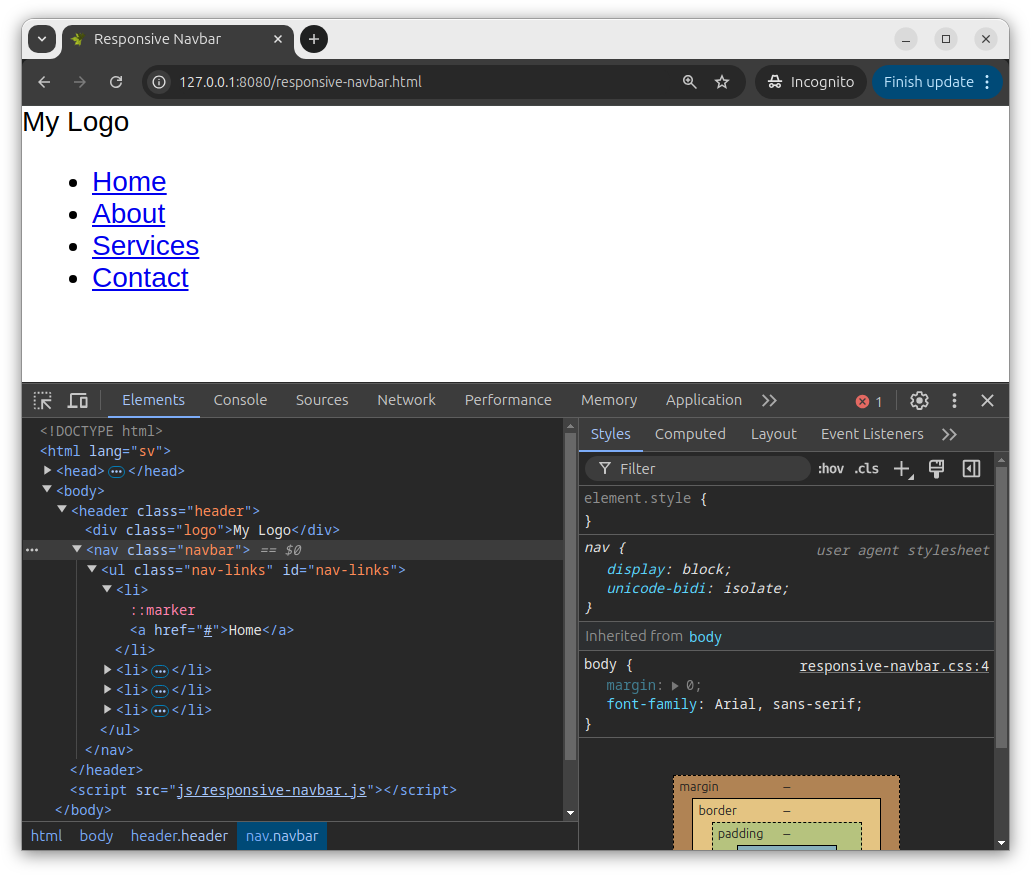 Responsive Navbar
127.0.0.1:8080/responsive-navbar.html
Incognito
Finish update
My Logo
• Home
• About
• Services
• Contact
Elements Console Sources Network Performance Memory Application 1
<!DOCTYPE html>
<html lang="sv">
<head>…</head>
<body>
<header class="header">
<div class="logo">My Logo</div>
<nav class="navbar"> == $0
<ul class="nav-links" id="nav-links">
<li>
::marker
<a href="#">Home</a>
</li>
<li>…</li>
<li>…</li>
<li>…</li>
</ul>
</nav>
</header>
<script src="js/responsive-navbar.js"></script>
</body>
html body header.header nav.navbar
Styles Computed Layout Event Listeners
Filter :hov .cls
element.style {
}
nav { user agent stylesheet
display: block;
unicode-bidi: isolate;
}
Inherited from body
body { responsive-navbar.css:4
margin: 0;
font-family: Arial, sans-serif;
}
margin –
border –
padding –